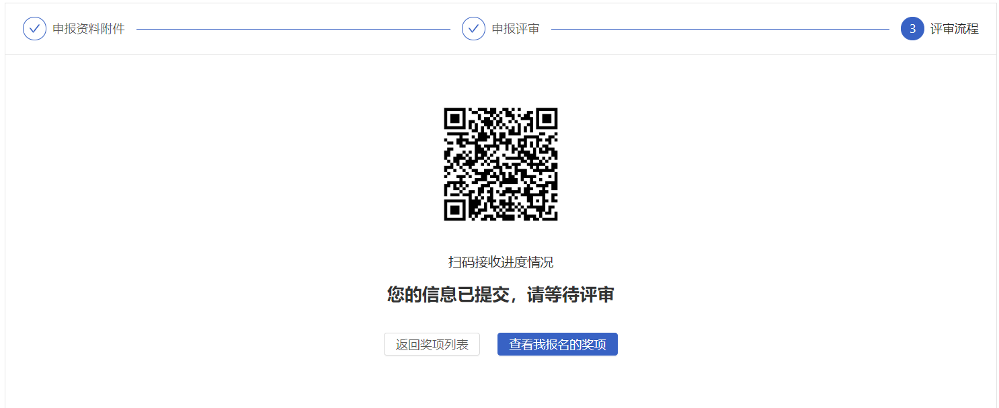 申报资料附件
申报评审
3 评审流程
扫码接收进度情况
您的信息已提交，请等待评审
返回奖项列表
查看我报名的奖项